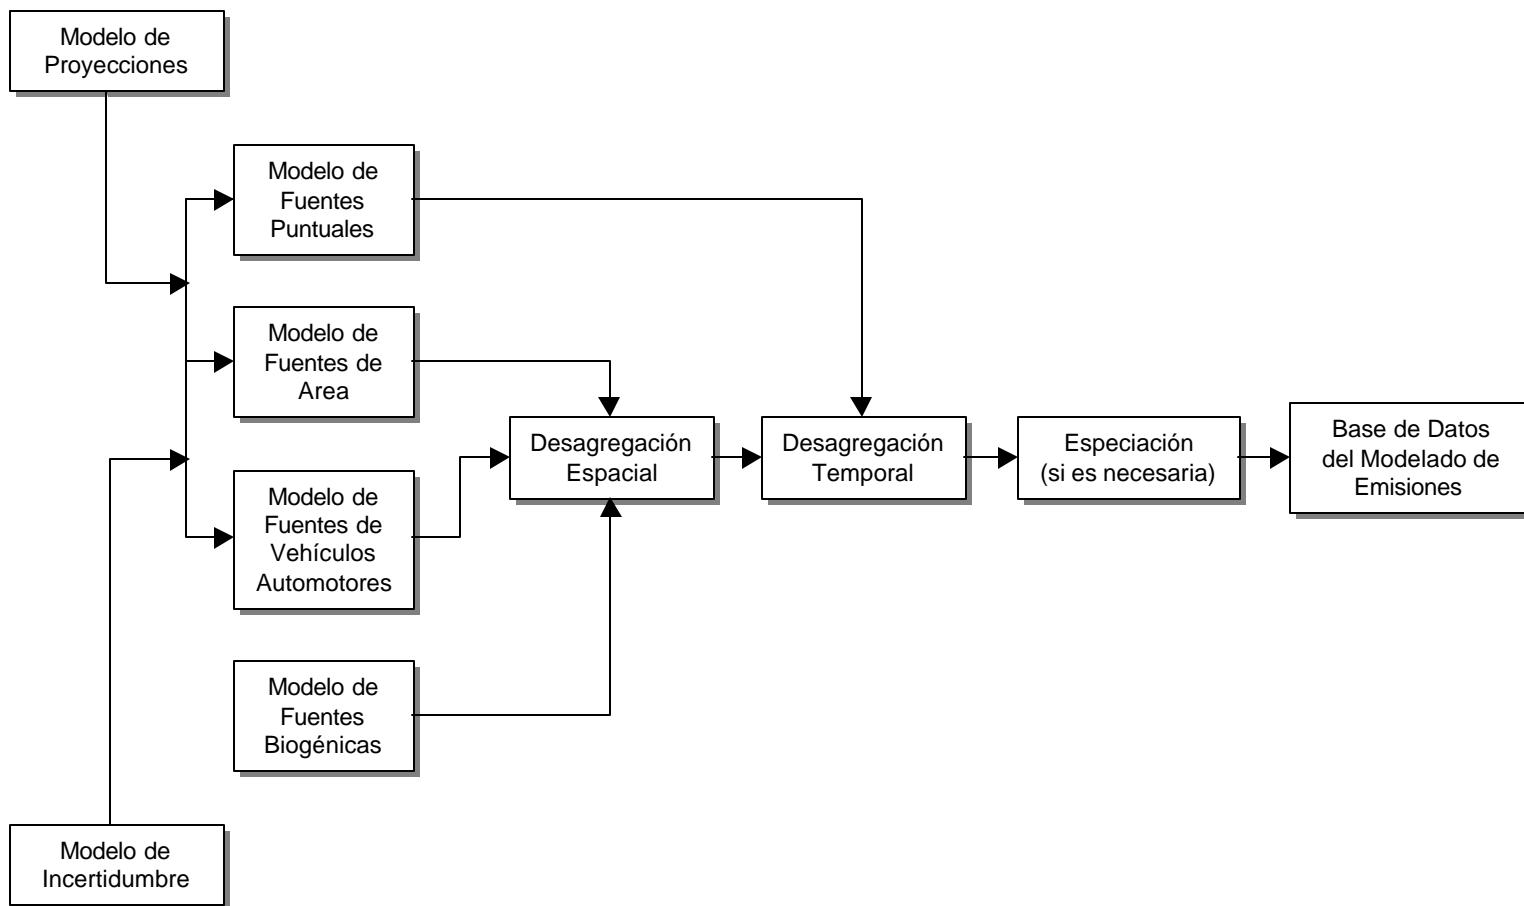 Modelo de
Proyecciones
Modelo de
Fuentes
Puntuales
Modelo de
Fuentes de
Area
Modelo de
Fuentes de
Vehículos
Automotores
Modelo de
Fuentes
Biogénicas
Modelo de
Incertidumbre
Desagregación
Espacial
Desagregación
Temporal
Especiación
(si es necesaria)
Base de Datos
del Modelado de
Emisiones